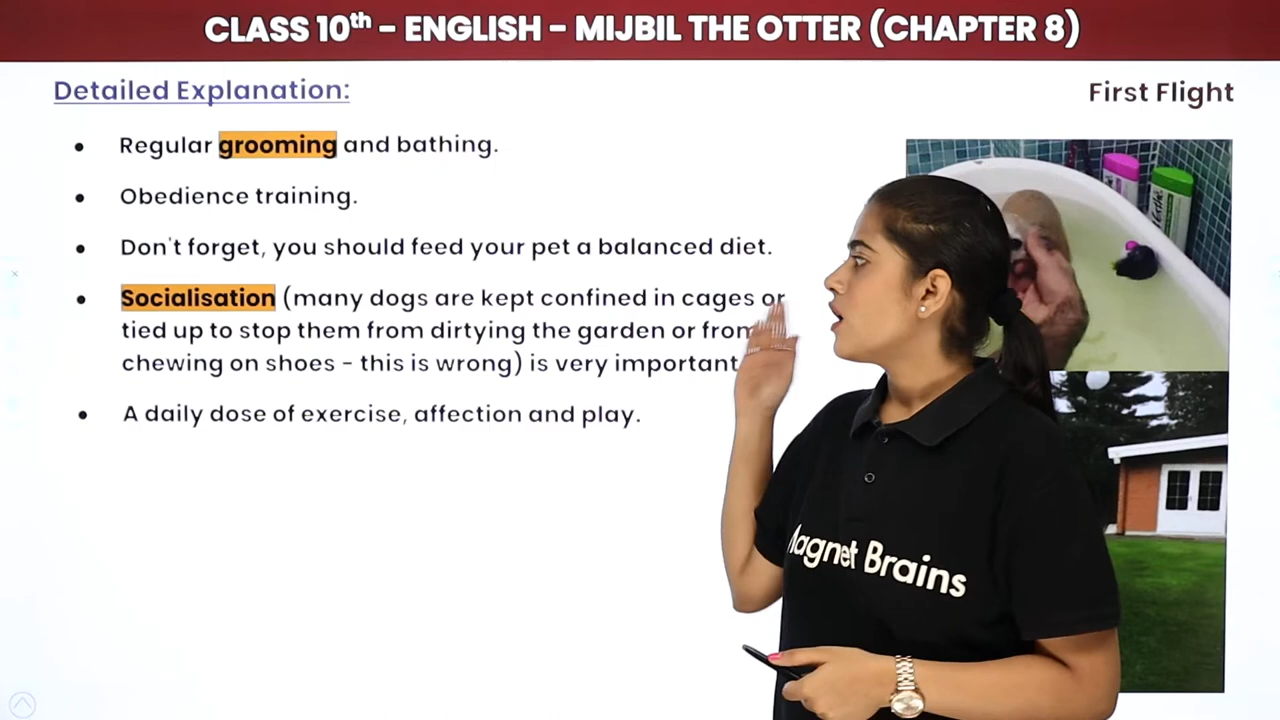 CLASS 10th - ENGLISH - MIJBIL THE OTTER (CHAPTER 8)
Detailed Explanation:
First Flight
• Regular grooming and bathing.
• Obedience training.
• Don't forget, you should feed your pet a balanced diet.
• Socialisation (many dogs are kept confined in cages or
tied up to stop them from dirtying the garden or from
chewing on shoes - this is wrong) is very important
• A daily dose of exercise, affection and play.
Magnet Brains